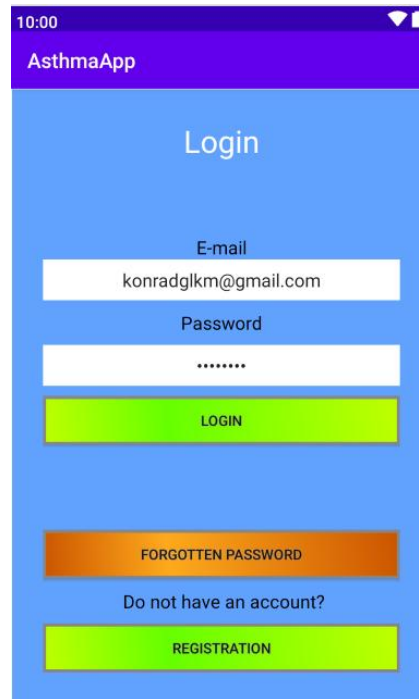 10:00
AsthmaApp
Login
E-mail
konradglkm@gmail.com
Password
••••••••
LOGIN
FORGOTTEN PASSWORD
Do not have an account?
REGISTRATION